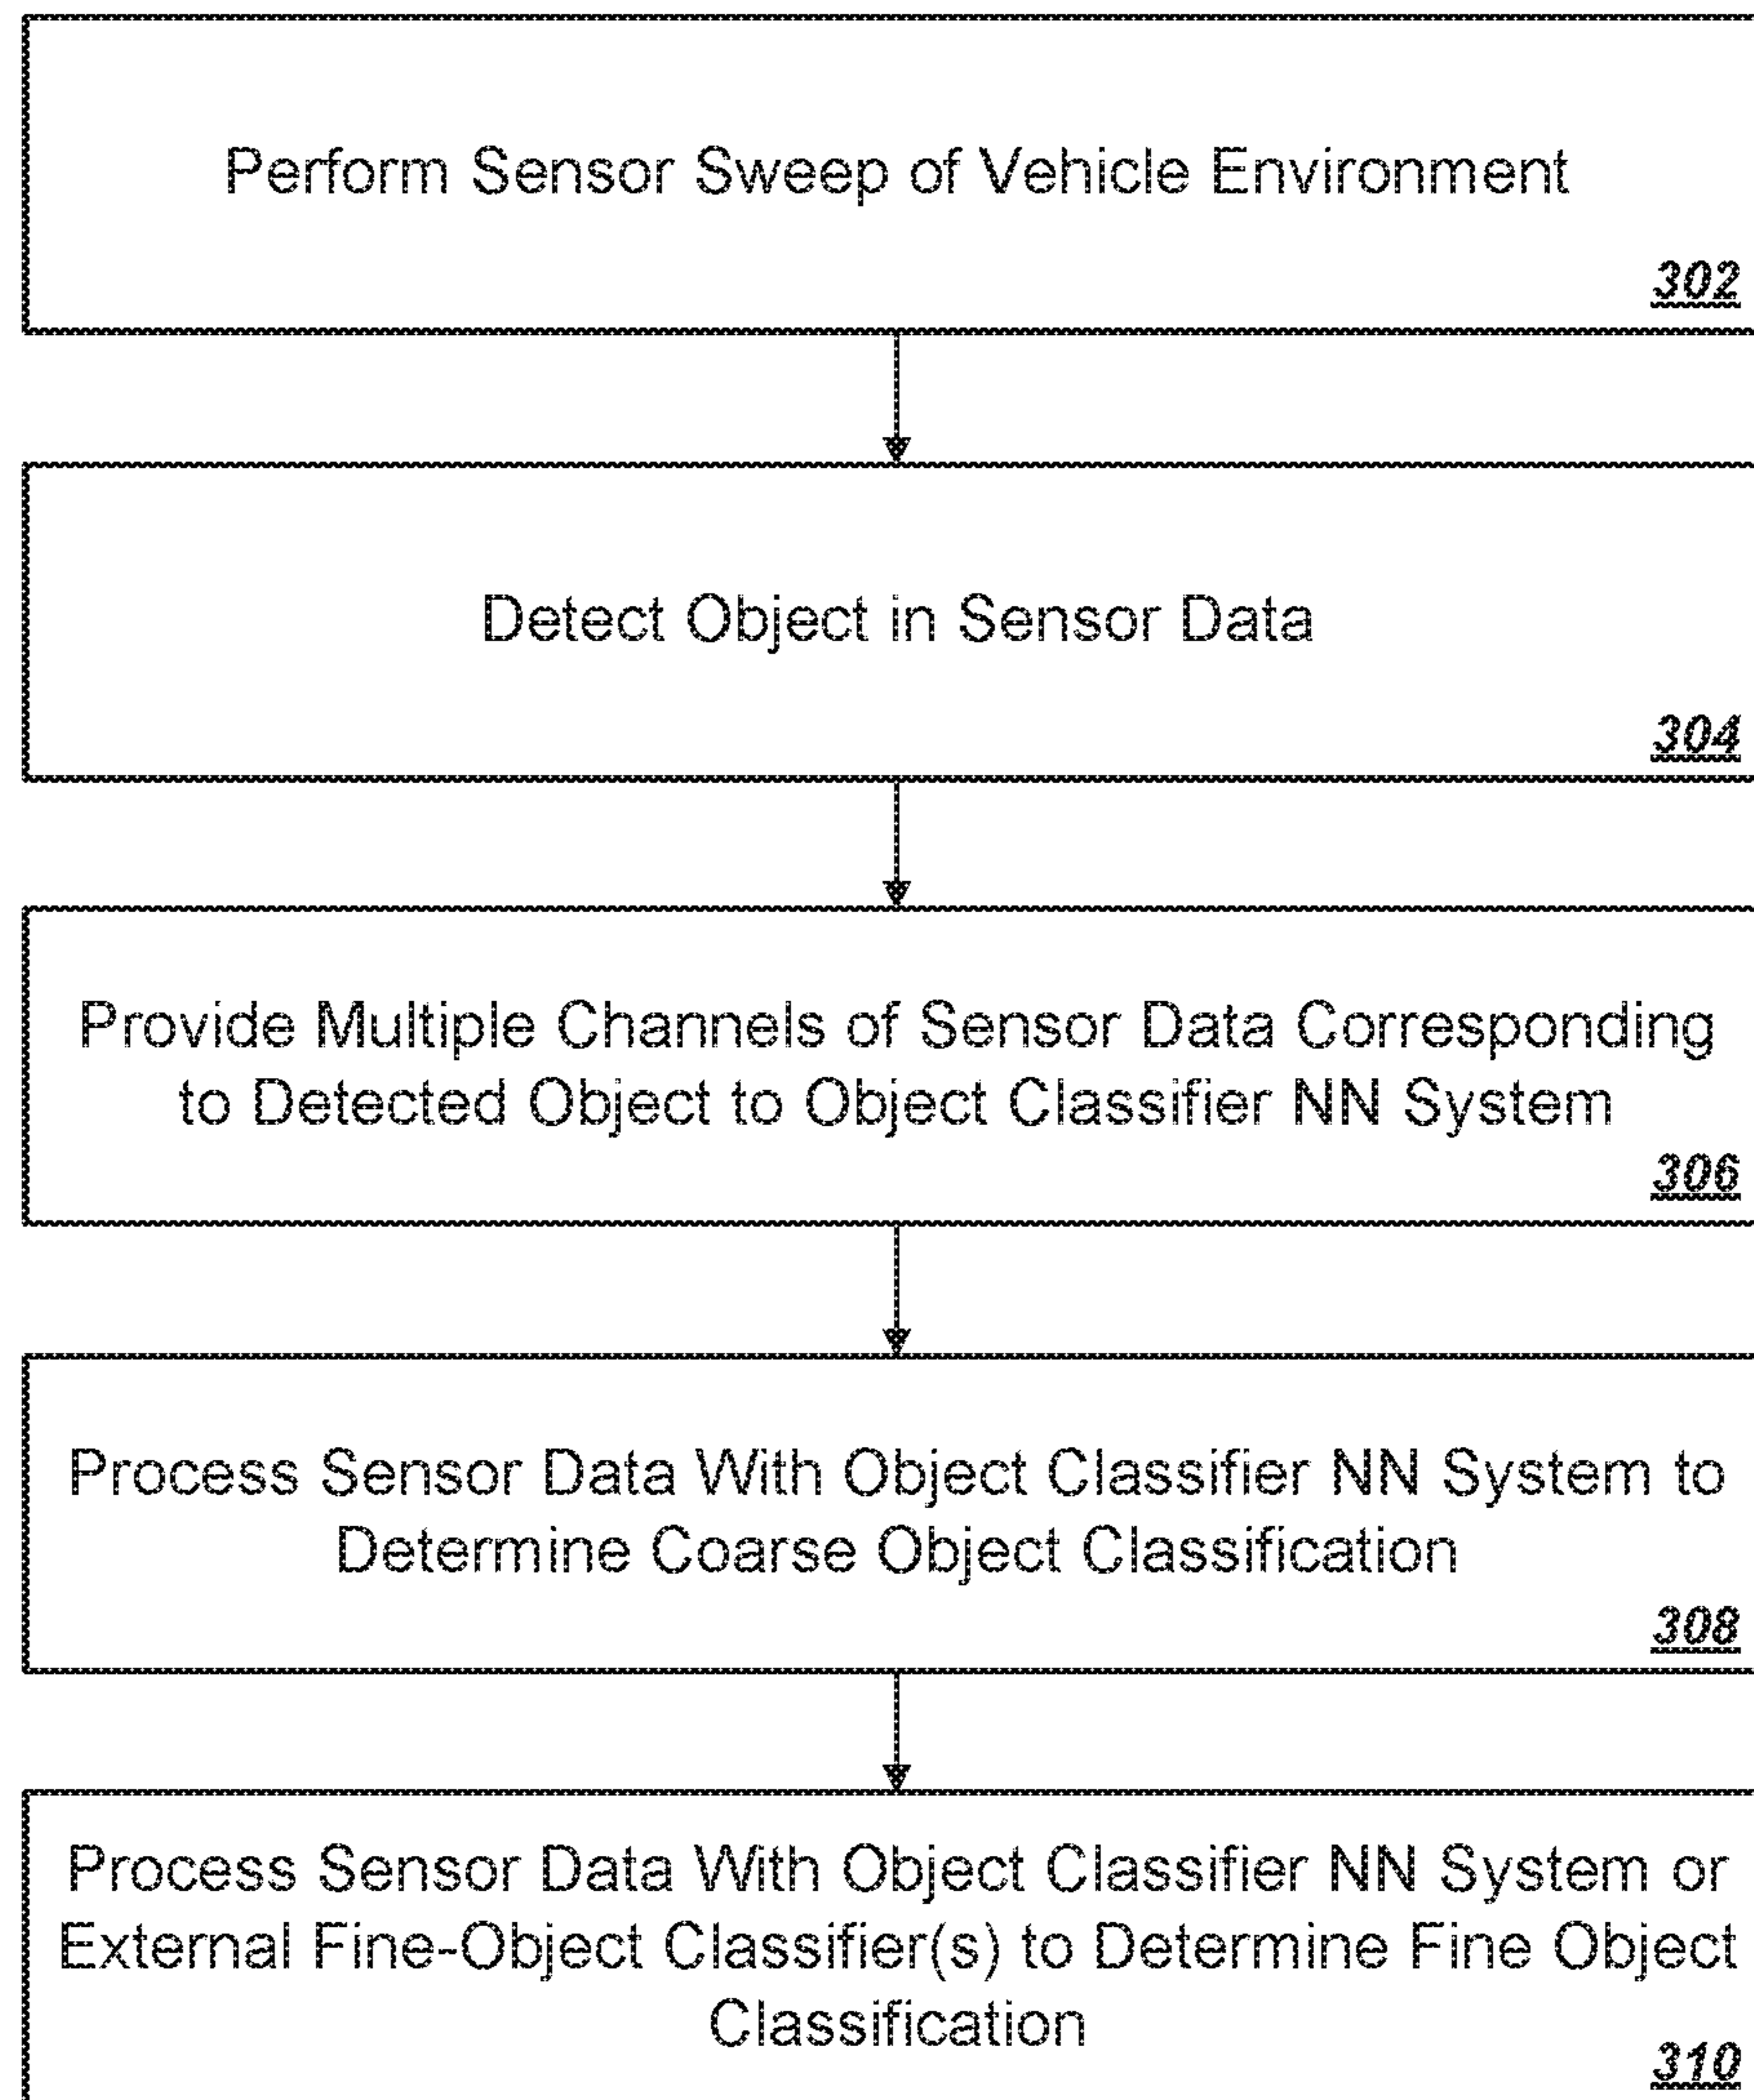 Perform Sensor Sweep of Vehicle Environment
302
Detect Object in Sensor Data
304
Provide Multiple Channels of Sensor Data Corresponding
to Detected Object to Object Classifier NN System
306
Process Sensor Data With Object Classifier NN System to
Determine Coarse Object Classification
308
Process Sensor Data With Object Classifier NN System or
External Fine-Object Classifier(s) to Determine Fine Object
Classification
310